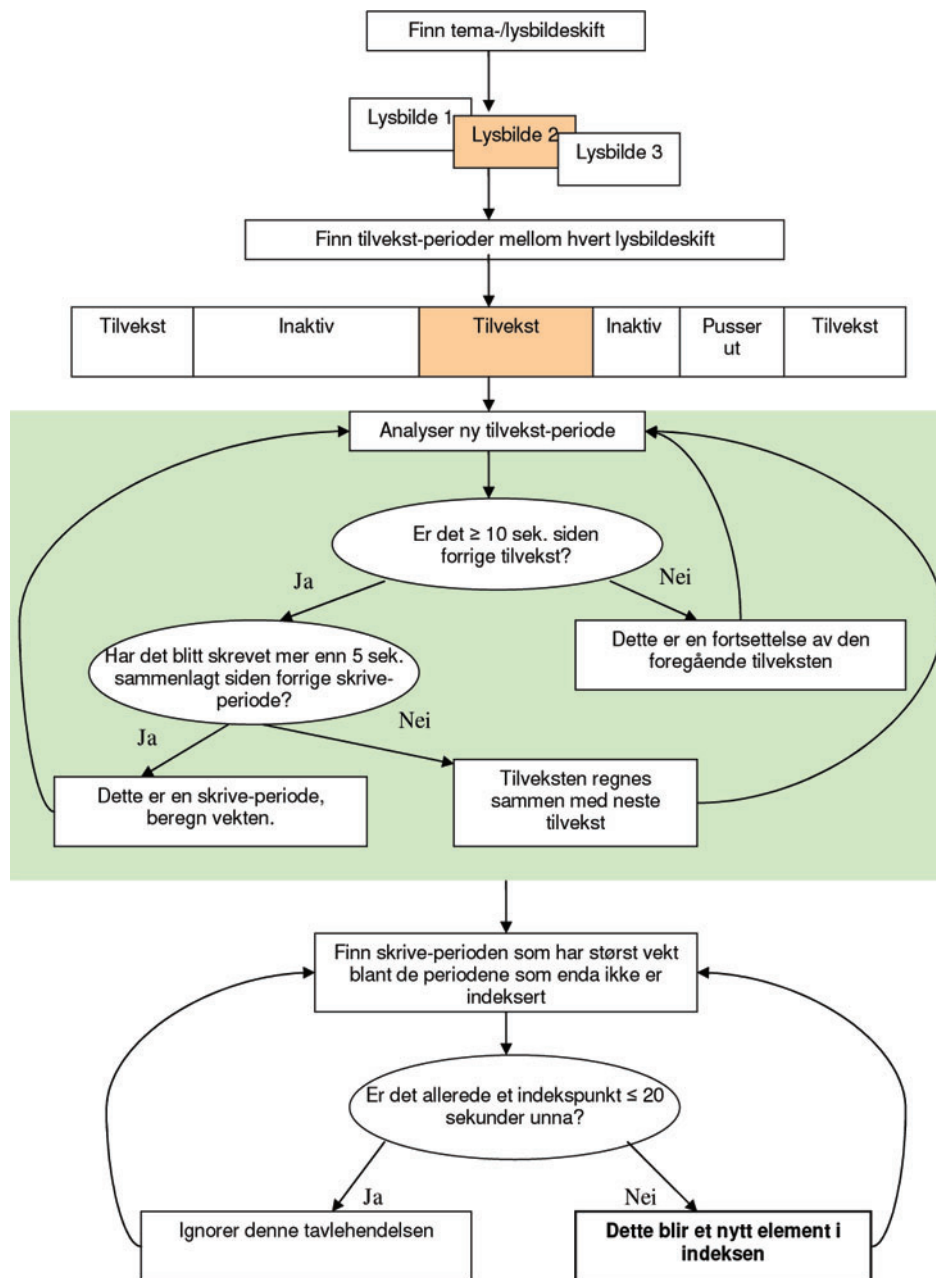 Finn tema-/lysbildeskift
Lysbilde 1
Lysbilde 2
Lysbilde 3
Finn tilvekst-perioder mellom hvert lysbildeskift
Tilvekst
Inaktiv
Tilvekst
Inaktiv
Pusser
ut
Tilvekst
Analyser ny tilvekst-periode
Er det ≥ 10 sek. siden
forrige tilvekst?
Ja
Nei
Dette er en fortsettelse av den
foregående tilveksten
Har det blitt skrevet mer enn 5 sek.
sammenlagt siden forrige skrive-
periode?
Ja
Nei
Dette er en skrive-periode,
beregn vekten.
Tilveksten regnes
sammen med neste
tilvekst
Finn skrive-perioden som har størst vekt
blant de periodene som enda ikke er
indeksert
Er det allerede et indekspunkt ≤ 20
sekunder unna?
Ja
Nei
Ignorer denne tavlehendelsen
Dette blir et nytt element i
indeksen